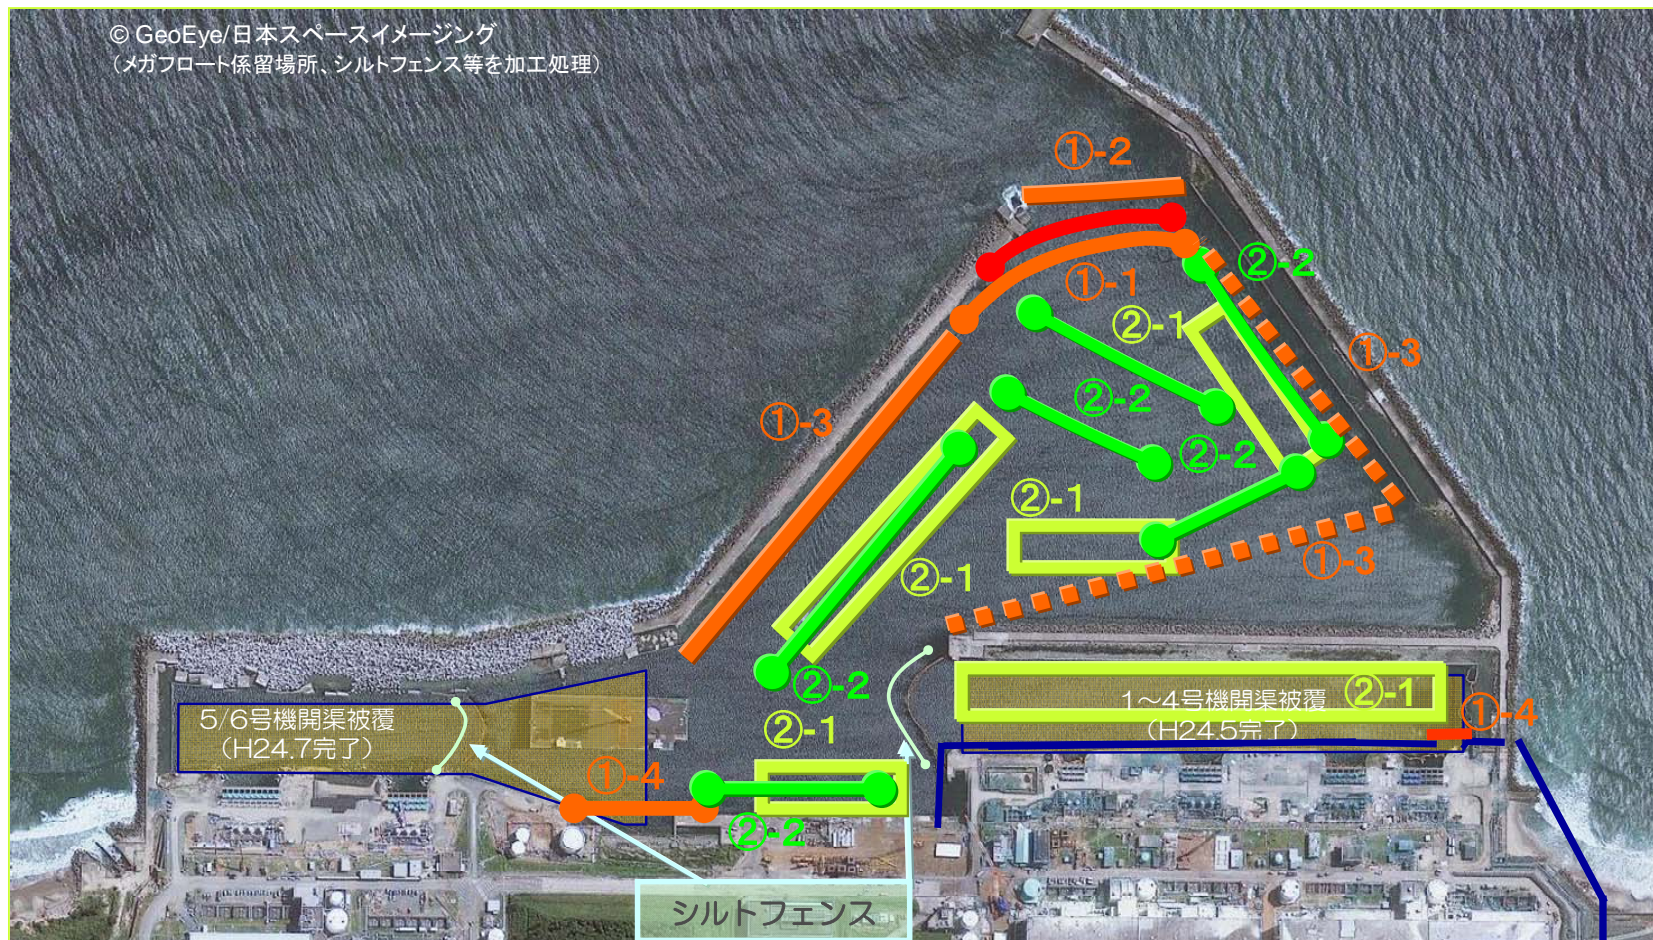 © GeoEye/日本スペースイメージング
（メガフロート係留場所、シルトフェンス等を加工処理）
①-2
②-2
①-1
②-1
①-3
②-2
①-3
②-2
②-1
①-3
②-1
②-2
②-1
5/6号機開渠被覆
（H24.7完了）
1～4号機開渠被覆
（H24.5完了）
②-1
①-4
①-4
②-2
シルトフェンス